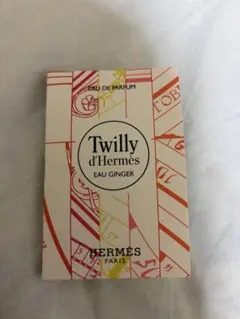 EAU DE PARFUM
Twilly
d'Hermès
EAU GINGER
HERMÈS
PARIS